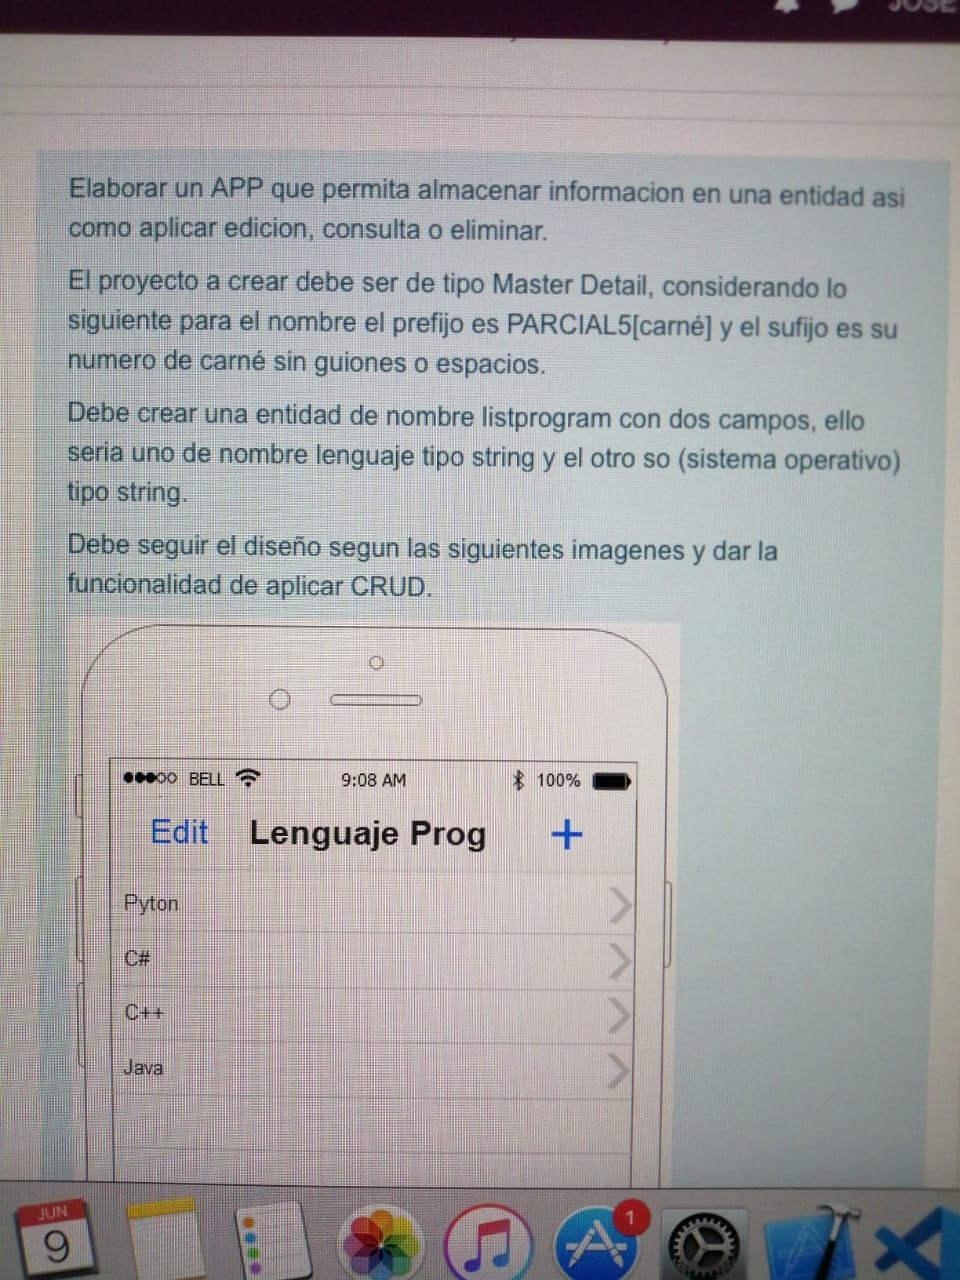 JOSE
Elaborar un APP que permita almacenar informacion en una entidad asi
como aplicar edicion, consulta o eliminar.
El proyecto a crear debe ser de tipo Master Detail, considerando lo
siguiente para el nombre el prefijo es PARCIAL5[carné] y el sufijo es su
numero de carné sin guiones o espacios.
Debe crear una entidad de nombre listprogram con dos campos, ello
seria uno de nombre lenguaje tipo string y el otro so (sistema operativo)
tipo string.
Debe seguir el diseño segun las siguientes imagenes y dar la
funcionalidad de aplicar CRUD.
BELL 9:08 AM 100%
Edit Lenguaje Prog +
Pyton
C#
C++
Java
JUN
9
1